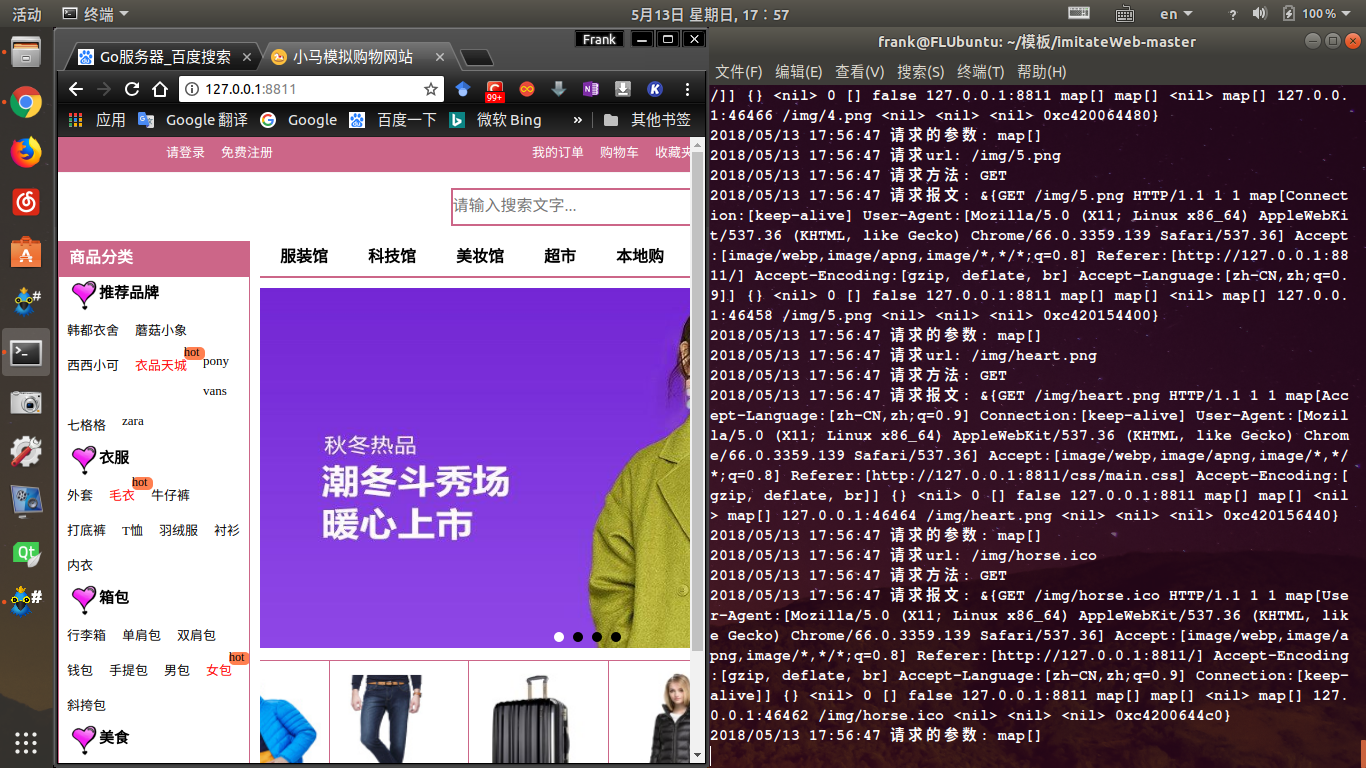 活动 终端 5月13日 星期日, 17：57 en ? 100%
Frank
Go服务器_百度搜索 小马模拟购物网站
127.0.0.1:8811
99+
应用 Google 翻译 Google 百度一下 微软 Bing » 其他书签
请登录 免费注册 我的订单 购物车 收藏夹
请输入搜索文字...
商品分类 服装馆 科技馆 美妆馆 超市 本地购
推荐品牌
韩都衣舍 蘑菇小象
西西小可 衣品天城 hot pony
vans
七格格 zara
衣服
外套 毛衣 hot 牛仔裤
打底裤 T恤 羽绒服 衬衫
内衣
箱包
行李箱 单肩包 双肩包
钱包 手提包 男包 女包 hot
斜挎包
美食
秋冬热品
潮冬斗秀场
暖心上市
frank@FLUbuntu: ~/模板/imitateWeb-master
文件(F) 编辑(E) 查看(V) 搜索(S) 终端(T) 帮助(H)
/]] {} <nil> 0 [] false 127.0.0.1:8811 map[] map[] <nil> map[] 127.0.0.
1:46466 /img/4.png <nil> <nil> <nil> 0xc420064480}
2018/05/13 17:56:47 请求的参数: map[]
2018/05/13 17:56:47 请求url: /img/5.png
2018/05/13 17:56:47 请求方法: GET
2018/05/13 17:56:47 请求报文: &{GET /img/5.png HTTP/1.1 1 1 map[Connect
ion:[keep-alive] User-Agent:[Mozilla/5.0 (X11; Linux x86_64) AppleWebKi
t/537.36 (KHTML, like Gecko) Chrome/66.0.3359.139 Safari/537.36] Accept
:[image/webp,image/apng,image/*,*/*;q=0.8] Referer:[http://127.0.0.1:88
11/] Accept-Encoding:[gzip, deflate, br] Accept-Language:[zh-CN,zh;q=0.
9]] {} <nil> 0 [] false 127.0.0.1:8811 map[] map[] <nil> map[] 127.0.0.
1:46458 /img/5.png <nil> <nil> <nil> 0xc420154400}
2018/05/13 17:56:47 请求的参数: map[]
2018/05/13 17:56:47 请求url: /img/heart.png
2018/05/13 17:56:47 请求方法: GET
2018/05/13 17:56:47 请求报文: &{GET /img/heart.png HTTP/1.1 1 1 map[Acc
ept-Language:[zh-CN,zh;q=0.9] Connection:[keep-alive] User-Agent:[Mozil
la/5.0 (X11; Linux x86_64) AppleWebKit/537.36 (KHTML, like Gecko) Chrom
e/66.0.3359.139 Safari/537.36] Accept:[image/webp,image/apng,image/*,*/
*;q=0.8] Referer:[http://127.0.0.1:8811/css/main.css] Accept-Encoding:[
gzip, deflate, br]] {} <nil> 0 [] false 127.0.0.1:8811 map[] map[] <nil
> map[] 127.0.0.1:46464 /img/heart.png <nil> <nil> <nil> 0xc420156440}
2018/05/13 17:56:47 请求的参数: map[]
2018/05/13 17:56:47 请求url: /img/horse.ico
2018/05/13 17:56:47 请求方法: GET
2018/05/13 17:56:47 请求报文: &{GET /img/horse.ico HTTP/1.1 1 1 map[Use
r-Agent:[Mozilla/5.0 (X11; Linux x86_64) AppleWebKit/537.36 (KHTML, lik
e Gecko) Chrome/66.0.3359.139 Safari/537.36] Accept:[image/webp,image/a
png,image/*,*/*;q=0.8] Referer:[http://127.0.0.1:8811/] Accept-Encoding
:[gzip, deflate, br] Accept-Language:[zh-CN,zh;q=0.9] Connection:[keep-
alive]] {} <nil> 0 [] false 127.0.0.1:8811 map[] map[] <nil> map[] 127.
0.0.1:46462 /img/horse.ico <nil> <nil> <nil> 0xc4200644c0}
2018/05/13 17:56:47 请求的参数: map[]